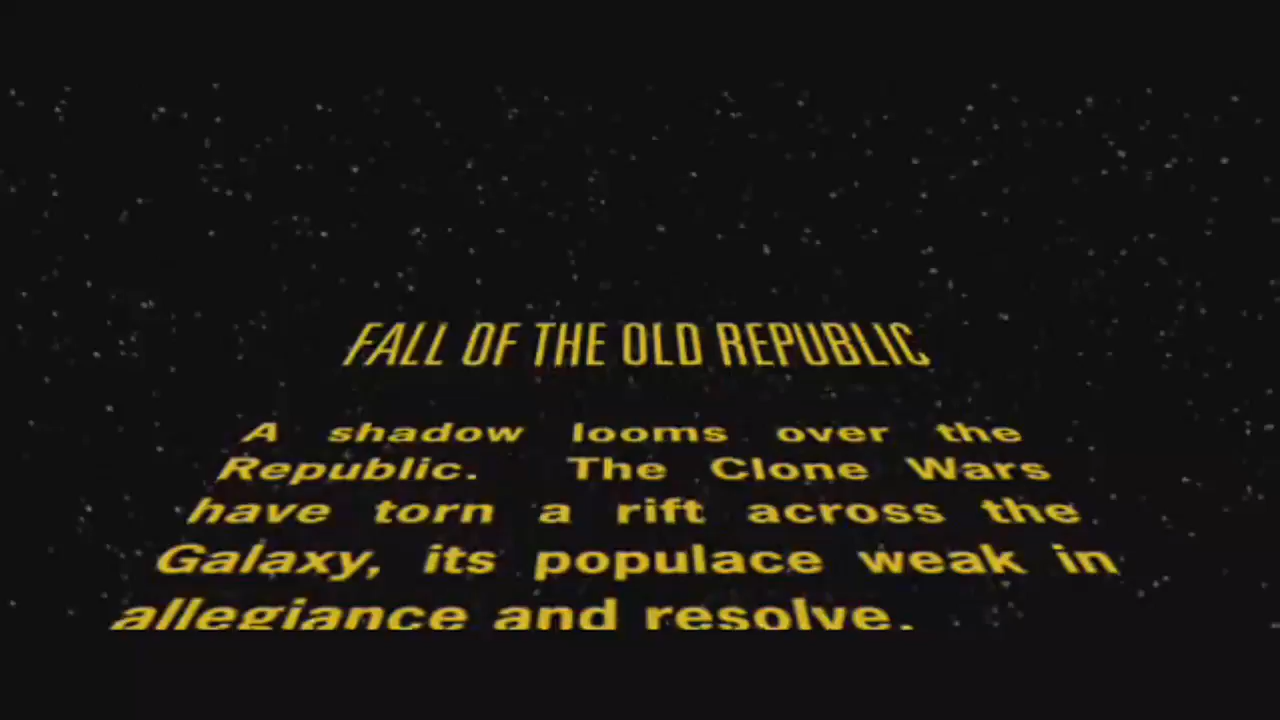 FALL OF THE OLD REPUBLIC
A shadow looms over the
Republic. The Clone Wars
have torn a rift across the
Galaxy, its populace weak in
allegiance and resolve.